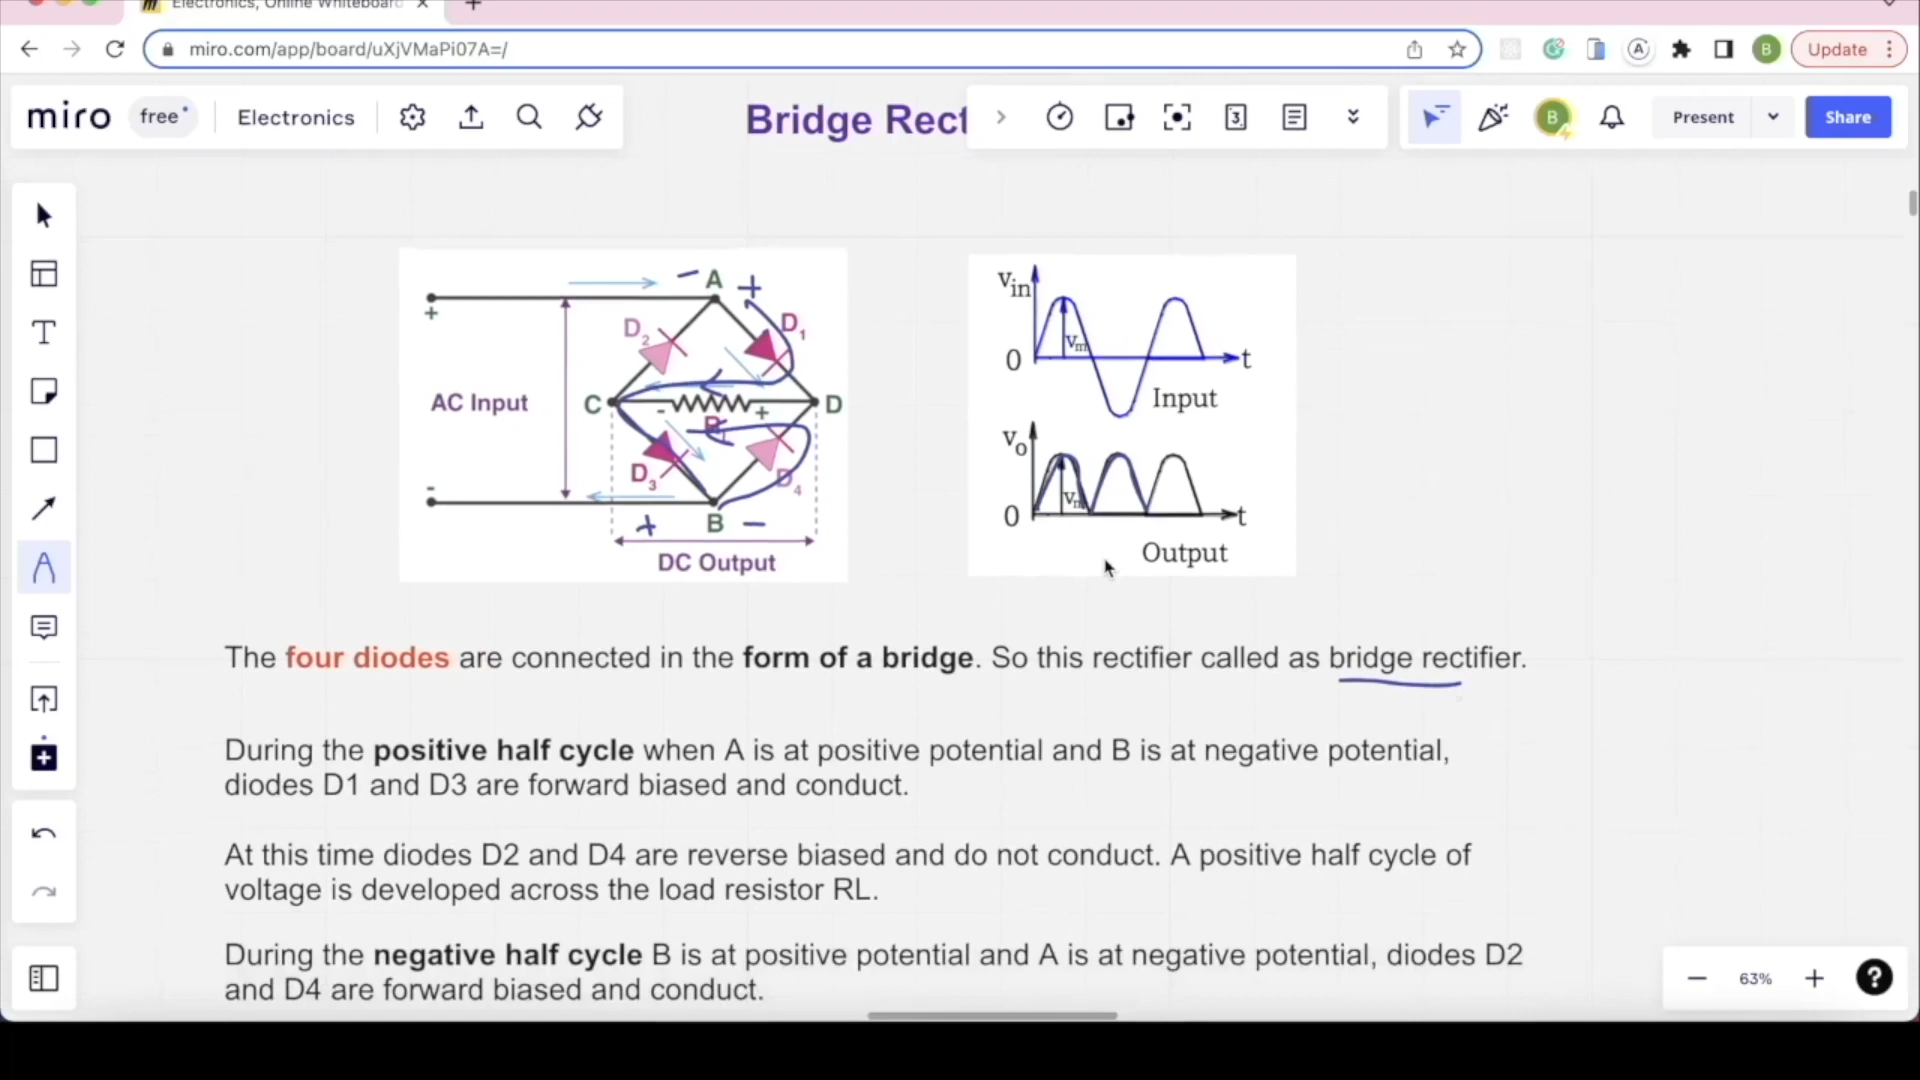 Electronics, Online Whiteboard
miro.com/app/board/uXjVMaPi07A=/
A
B
Update
miro
free
Electronics
Bridge Rect
3
B
Present
Share
T
AC Input
+
-
- A +
D2
D1
C
- +
D
D3
D4
+ B -
DC Output
Vin
Vm
0
t
Input
Vo
0
t
Output
The four diodes are connected in the form of a bridge. So this rectifier called as bridge rectifier.
During the positive half cycle when A is at positive potential and B is at negative potential,
diodes D1 and D3 are forward biased and conduct.
At this time diodes D2 and D4 are reverse biased and do not conduct. A positive half cycle of
voltage is developed across the load resistor RL.
During the negative half cycle B is at positive potential and A is at negative potential, diodes D2
and D4 are forward biased and conduct.
63%
?